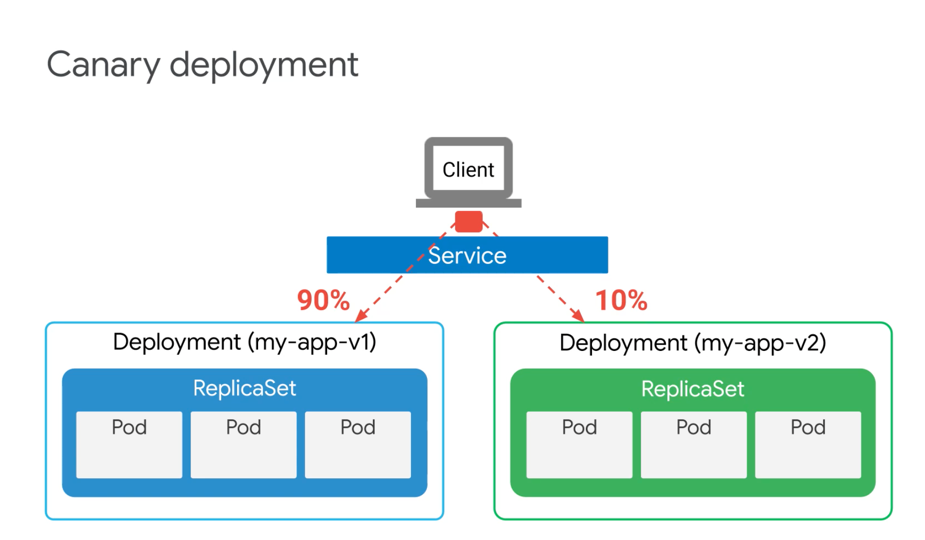 Canary deployment
Client
Service
90%
10%
Deployment (my-app-v1)
Deployment (my-app-v2)
ReplicaSet
ReplicaSet
Pod
Pod
Pod
Pod
Pod
Pod